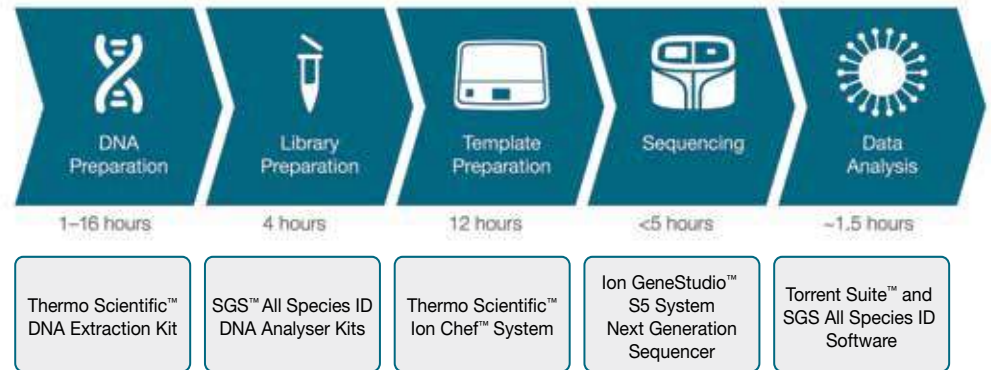 DNA
Preparation
Library
Preparation
Template
Preparation
Sequencing
Data
Analysis
1–16 hours
4 hours
12 hours
<5 hours
~1.5 hours
Thermo Scientific™
DNA Extraction Kit
SGS™ All Species ID
DNA Analyser Kits
Thermo Scientific™
Ion Chef™ System
Ion GeneStudio™
S5 System
Next Generation
Sequencer
Torrent Suite™ and
SGS All Species ID
Software